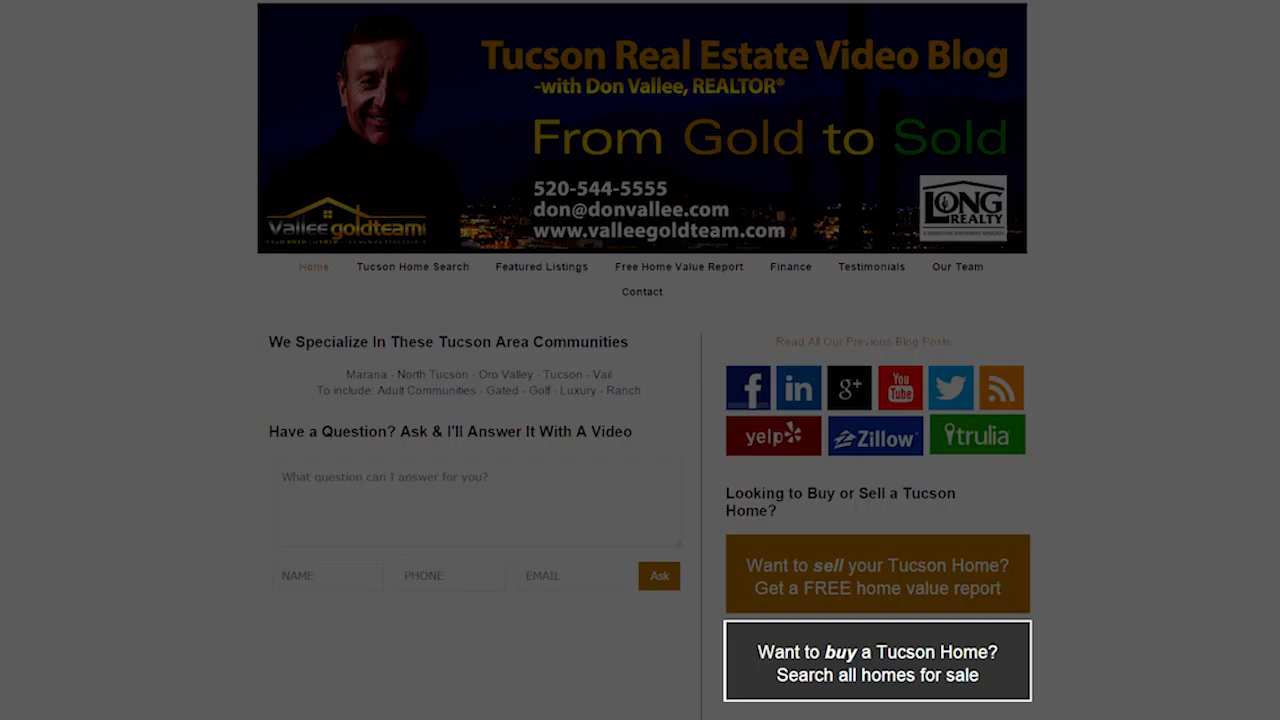 Tucson Real Estate Video Blog
-with Don Vallee, REALTOR®
From Gold to Sold
520-544-5555
don@donvallee.com
www.valleegoldteam.com
Vallee goldteam
LONG
REALTY
Home Tucson Home Search Featured Listings Free Home Value Report Finance Testimonials Our Team
Contact
We Specialize In These Tucson Area Communities
Marana - North Tucson - Oro Valley - Tucson - Vail
To include: Adult Communities - Gated - Golf - Luxury - Ranch
Have a Question? Ask & I'll Answer It With A Video
What question can I answer for you?
NAME PHONE EMAIL Ask
Read All Our Previous Blog Posts
f in g+ You Tube
yelp Zillow trulia
Looking to Buy or Sell a Tucson
Home?
Want to sell your Tucson Home?
Get a FREE home value report
Want to buy a Tucson Home?
Search all homes for sale